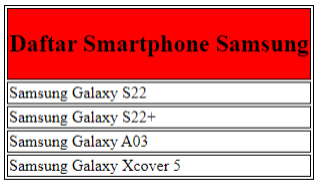 Daftar Smartphone Samsung
Samsung Galaxy S22
Samsung Galaxy S22+
Samsung Galaxy A03
Samsung Galaxy Xcover 5